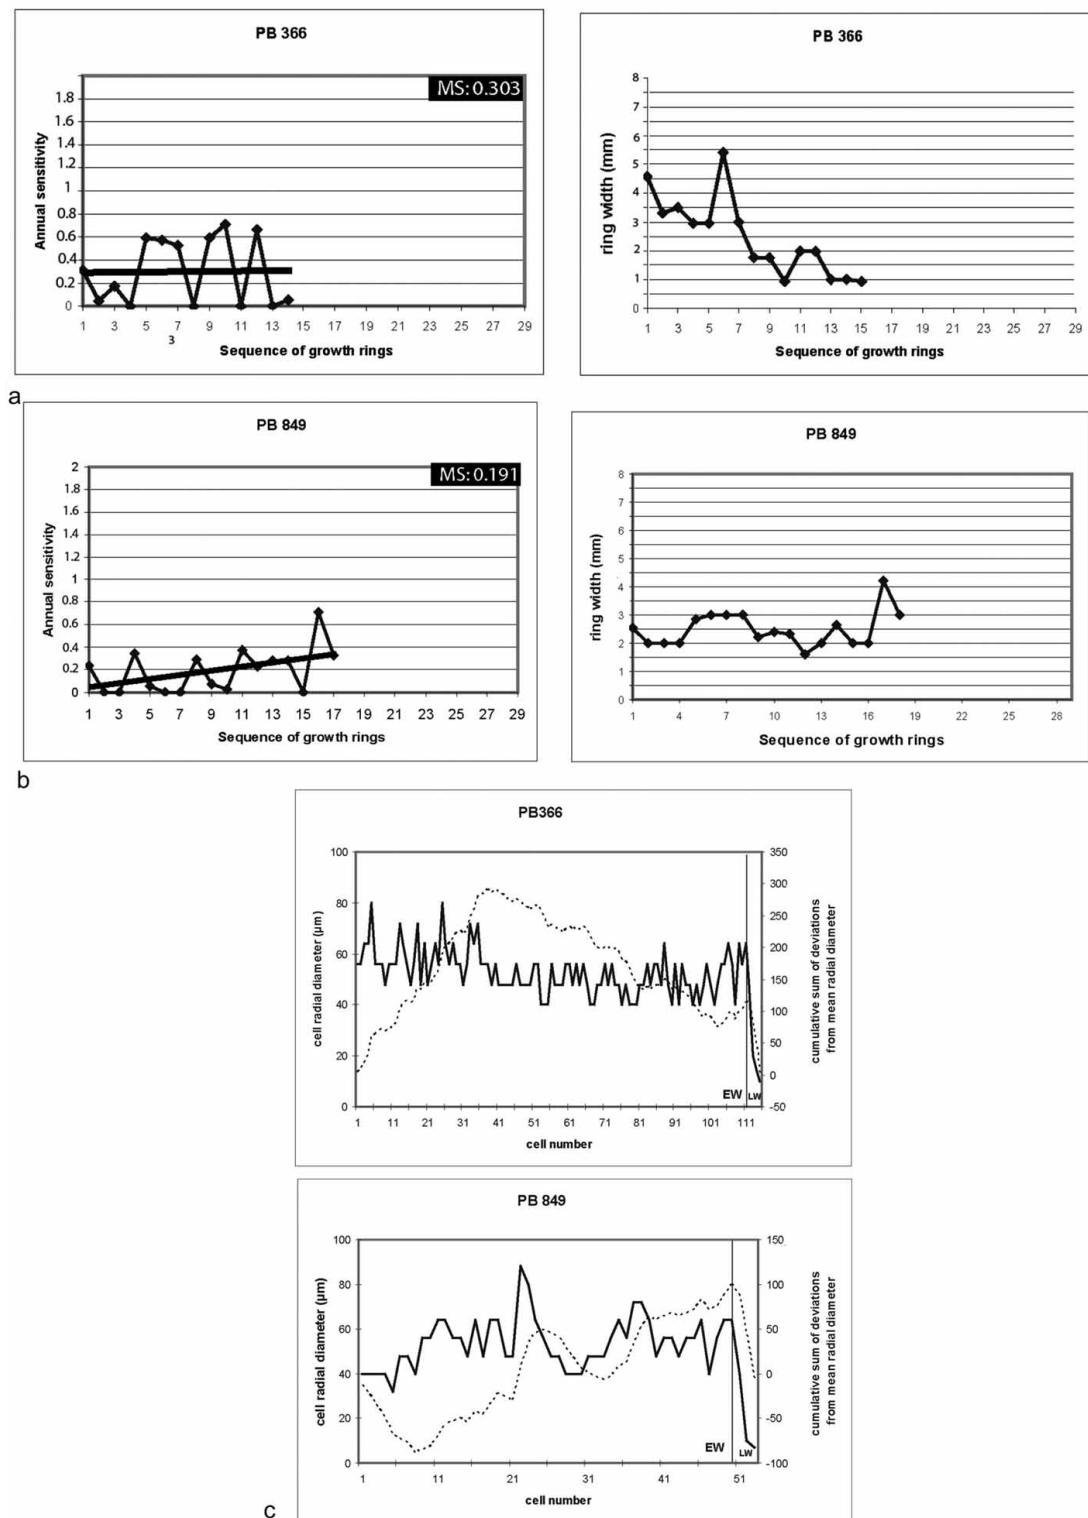 PB 366
MS: 0.303
Annual sensitivity
1.8
1.6
1.4
1.2
1
0.8
0.6
0.4
0.2
0
1 3 5 7 9 11 13 15 17 19 21 23 25 27 29
3
Sequence of growth rings
PB 366
ring width (mm)
8
7
6
5
4
3
2
1
0
1 3 5 7 9 11 13 15 17 19 21 23 25 27 29
Sequence of growth rings
a
PB 849
MS: 0.191
Annual sensitivity
2
1.8
1.6
1.4
1.2
1
0.8
0.6
0.4
0.2
0
1 3 5 7 9 11 13 15 17 19 21 23 25 27 29
Sequence of growth rings
PB 849
ring width (mm)
8
7
6
5
4
3
2
1
0
1 4 7 10 13 16 19 22 25 28
Sequence of growth rings
b
PB366
cell radial diameter (µm)
100
80
60
40
20
0
350
300
250
200
150
100
50
0
-50
cumulative sum of deviations
from mean radial diameter
EW LW
1 11 21 31 41 51 61 71 81 91 101 111
cell number
PB 849
cell radial diameter (µm)
100
80
60
40
20
0
150
100
50
0
-50
-100
cumulative sum of deviations
from mean radial diameter
EW LW
1 11 21 31 41 51
cell number
c